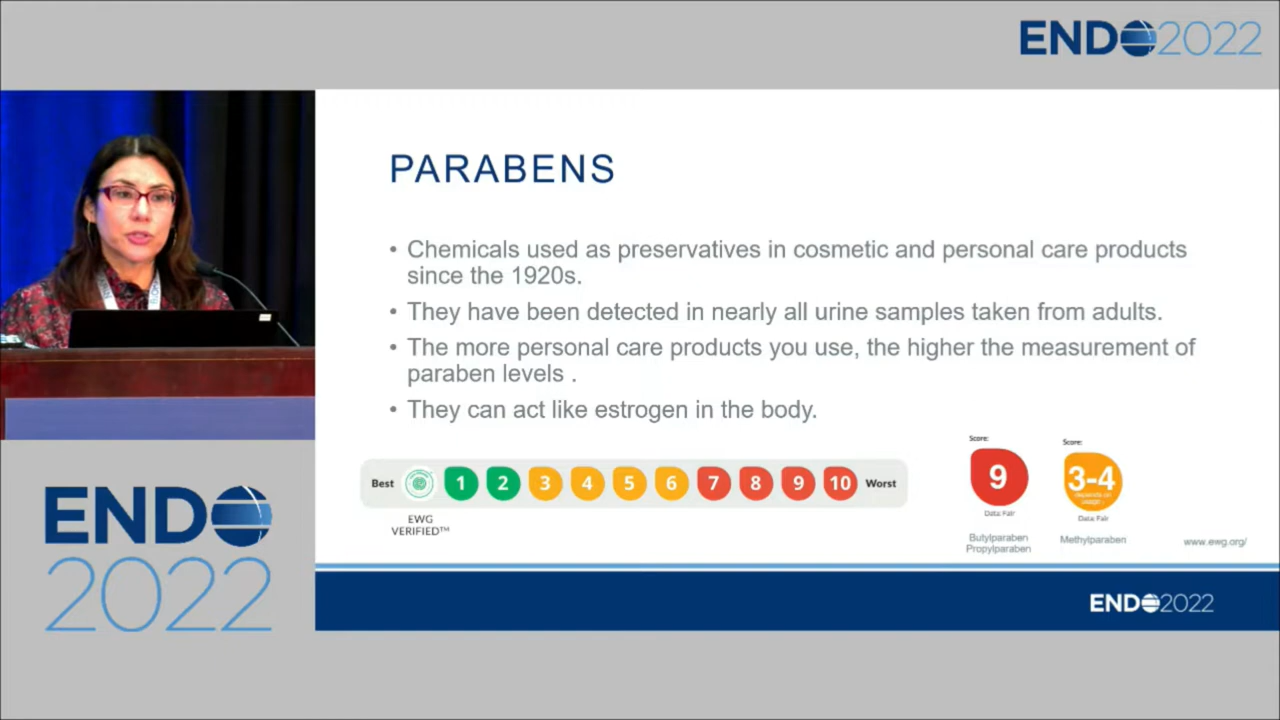 ENDO2022
PARABENS
• Chemicals used as preservatives in cosmetic and personal care products
since the 1920s.
• They have been detected in nearly all urine samples taken from adults.
• The more personal care products you use, the higher the measurement of
paraben levels .
• They can act like estrogen in the body.
Best 1 2 3 4 5 6 7 8 9 10 Worst
EWG
VERIFIED™
Score:
9
Data: Fair
Butylparaben
Propylparaben
Score:
3-4
depends on
usage
Data: Fair
Methylparaben
www.ewg.org/
ENDO
2022
ENDO2022